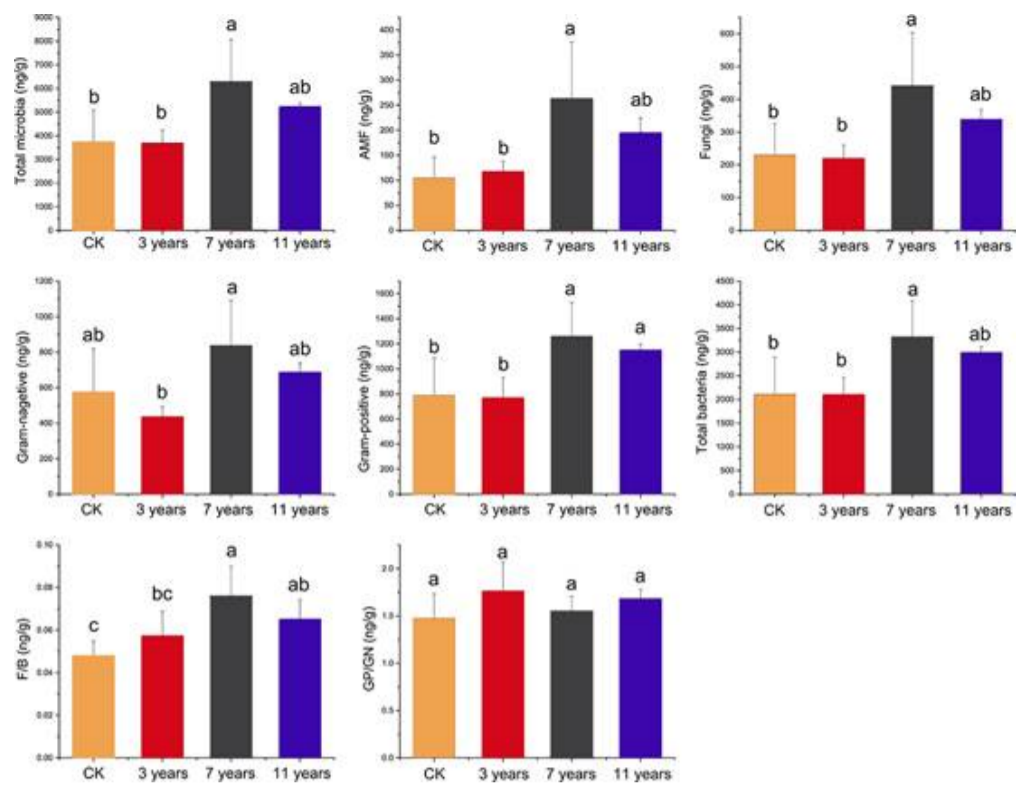 Total microbia (ng/g)
9000
8000
7000
6000
5000
4000
3000
2000
1000
0
b
b
a
ab
CK
3 years
7 years
11 years
AMF (ng/g)
400
350
300
250
200
150
100
50
0
b
b
a
ab
CK
3 years
7 years
11 years
Fungi (ng/g)
600
500
400
300
200
100
0
b
b
a
ab
CK
3 years
7 years
11 years
Gram-nagetive (ng/g)
1200
1000
800
600
400
200
0
ab
b
a
ab
CK
3 years
7 years
11 years
Gram-positive (ng/g)
1600
1400
1200
1000
800
600
400
200
0
b
b
a
a
CK
3 years
7 years
11 years
Total bacteria (ng/g)
4500
4000
3500
3000
2500
2000
1500
1000
500
0
b
b
a
ab
CK
3 years
7 years
11 years
F/B (ng/g)
0.10
0.08
0.06
0.04
0.02
0.00
c
bc
a
ab
CK
3 years
7 years
11 years
GP/GN (ng/g)
2.0
1.5
1.0
0.5
0.0
a
a
a
a
CK
3 years
7 years
11 years